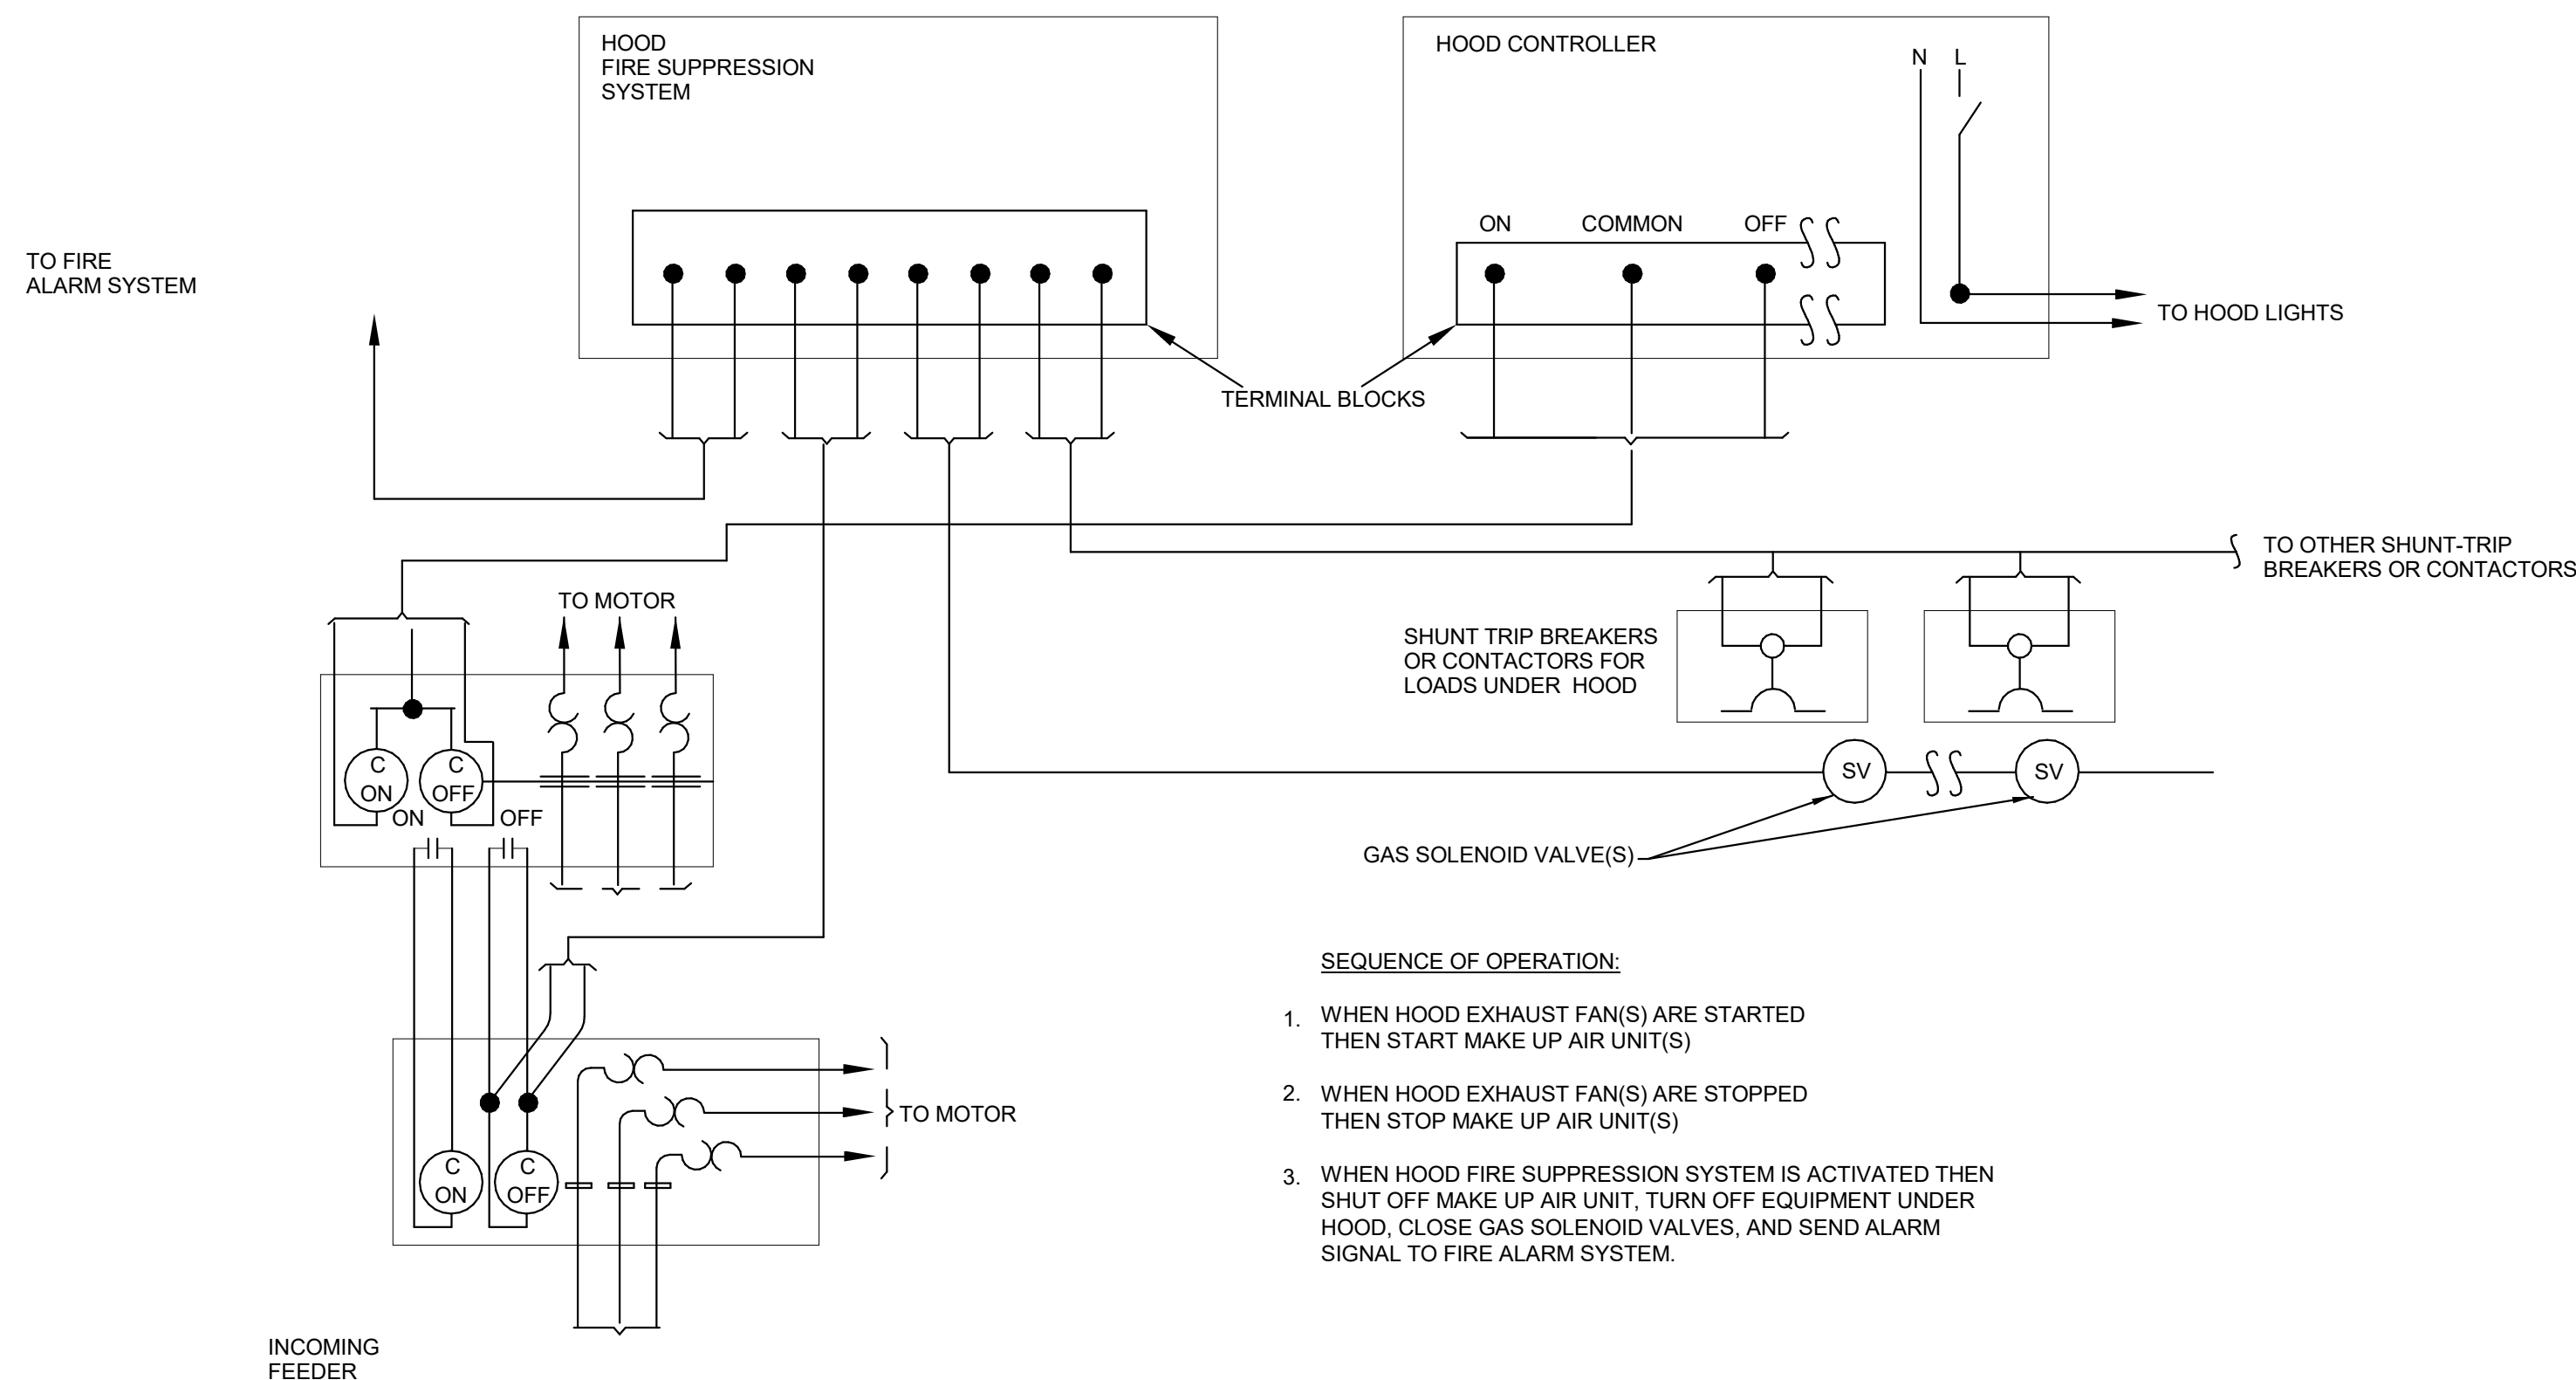 HOOD
FIRE SUPPRESSION
SYSTEM
HOOD CONTROLLER
N L
ON COMMON OFF
TO FIRE
ALARM SYSTEM
TO HOOD LIGHTS
TERMINAL BLOCKS
TO OTHER SHUNT-TRIP
BREAKERS OR CONTACTORS
TO MOTOR
SHUNT TRIP BREAKERS
OR CONTACTORS FOR
LOADS UNDER HOOD
C
ON
C
OFF
ON OFF
SV
SV
GAS SOLENOID VALVE(S)
SEQUENCE OF OPERATION:
1. WHEN HOOD EXHAUST FAN(S) ARE STARTED
THEN START MAKE UP AIR UNIT(S)
2. WHEN HOOD EXHAUST FAN(S) ARE STOPPED
THEN STOP MAKE UP AIR UNIT(S)
3. WHEN HOOD FIRE SUPPRESSION SYSTEM IS ACTIVATED THEN
SHUT OFF MAKE UP AIR UNIT, TURN OFF EQUIPMENT UNDER
HOOD, CLOSE GAS SOLENOID VALVES, AND SEND ALARM
SIGNAL TO FIRE ALARM SYSTEM.
TO MOTOR
C
ON
C
OFF
INCOMING
FEEDER